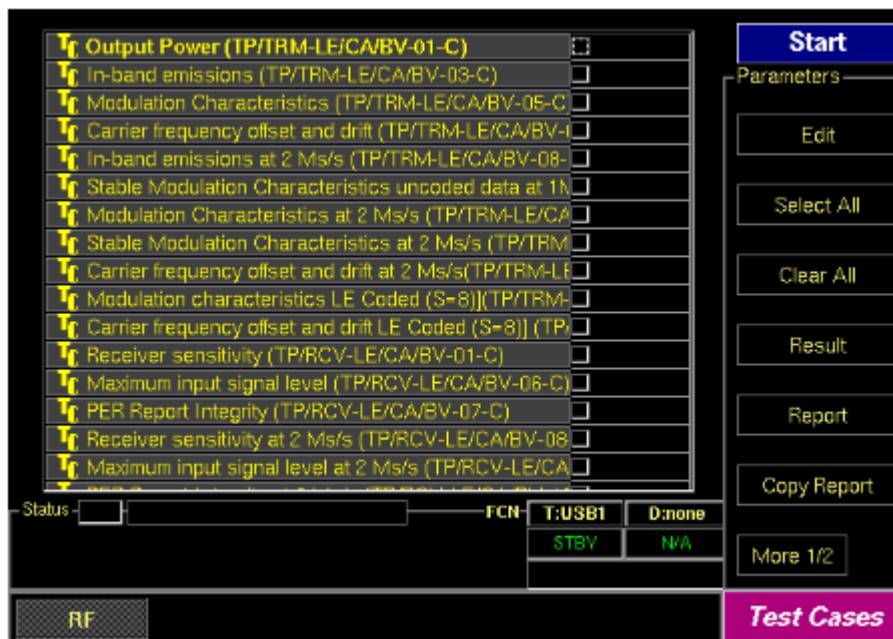 Output Power (TP/TRM-LE/CA/BV-01-C)
In-band emissions (TP/TRM-LE/CA/BV-03-C)
Modulation Characteristics (TP/TRM-LE/CA/BV-05-C
Carrier frequency offset and drift (TP/TRM-LE/CA/BV-
In-band emissions at 2 Ms/s (TP/TRM-LE/CA/BV-08-
Stable Modulation Characteristics uncoded data at 1M
Modulation Characteristics at 2 Ms/s (TP/TRM-LE/CA
Stable Modulation Characteristics at 2 Ms/s (TP/TRM
Carrier frequency offset and drift at 2 Ms/s(TP/TRM-LE
Modulation characteristics LE Coded (S=8)](TP/TRM-
Carrier frequency offset and drift LE Coded (S=8)] (TP/
Receiver sensitivity (TP/RCV-LE/CA/BV-01-C)
Maximum input signal level (TP/RCV-LE/CA/BV-06-C)
PER Report Integrity (TP/RCV-LE/CA/BV-07-C)
Receiver sensitivity at 2 Ms/s (TP/RCV-LE/CA/BV-08
Maximum input signal level at 2 Ms/s (TP/RCV-LE/CA
Start
Parameters
Edit
Select All
Clear All
Result
Report
Copy Report
More 1/2
Status
FCN
T:USB1
D:none
STBY
N/A
RF
Test Cases